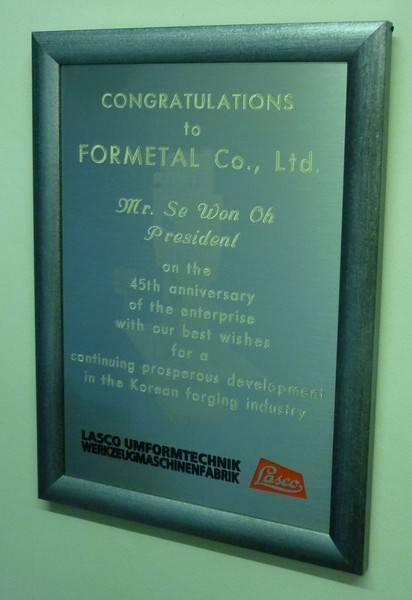 CONGRATULATIONS
to
FORMETAL Co., Ltd.
Mr. Se Won Oh
President
on the
45th anniversary
of the enterprise
with our best wishes
for a
continuing prosperous development
in the Korean forging industry
LASCO UMFORMTECHNIK
WERKZEUGMASCHINENFABRIK
Lasco